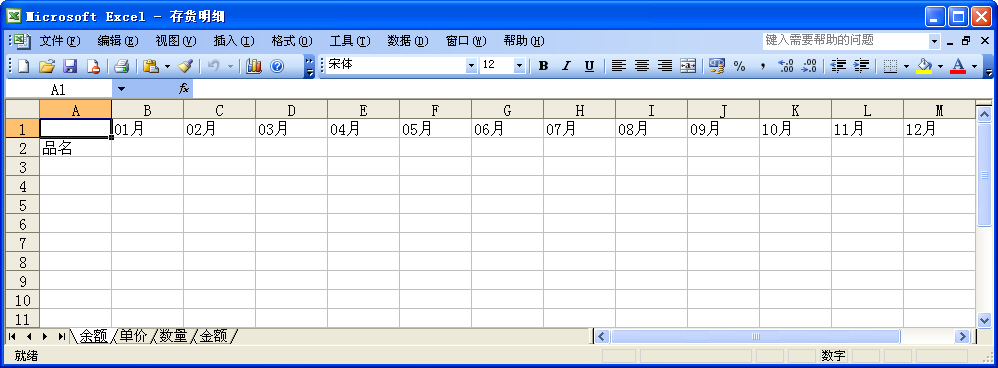 Microsoft Excel - 存货明细
文件(F) 编辑(E) 视图(V) 插入(I) 格式(O) 工具(T) 数据(D) 窗口(W) 帮助(H) 键入需要帮助的问题
宋体 12 B I U % ,
A1 fx
A B C D E F G H I J K L M
1 01月 02月 03月 04月 05月 06月 07月 08月 09月 10月 11月 12月
2 品名
3
4
5
6
7
8
9
10
11
余额 单价 数量 金额
就绪 数字